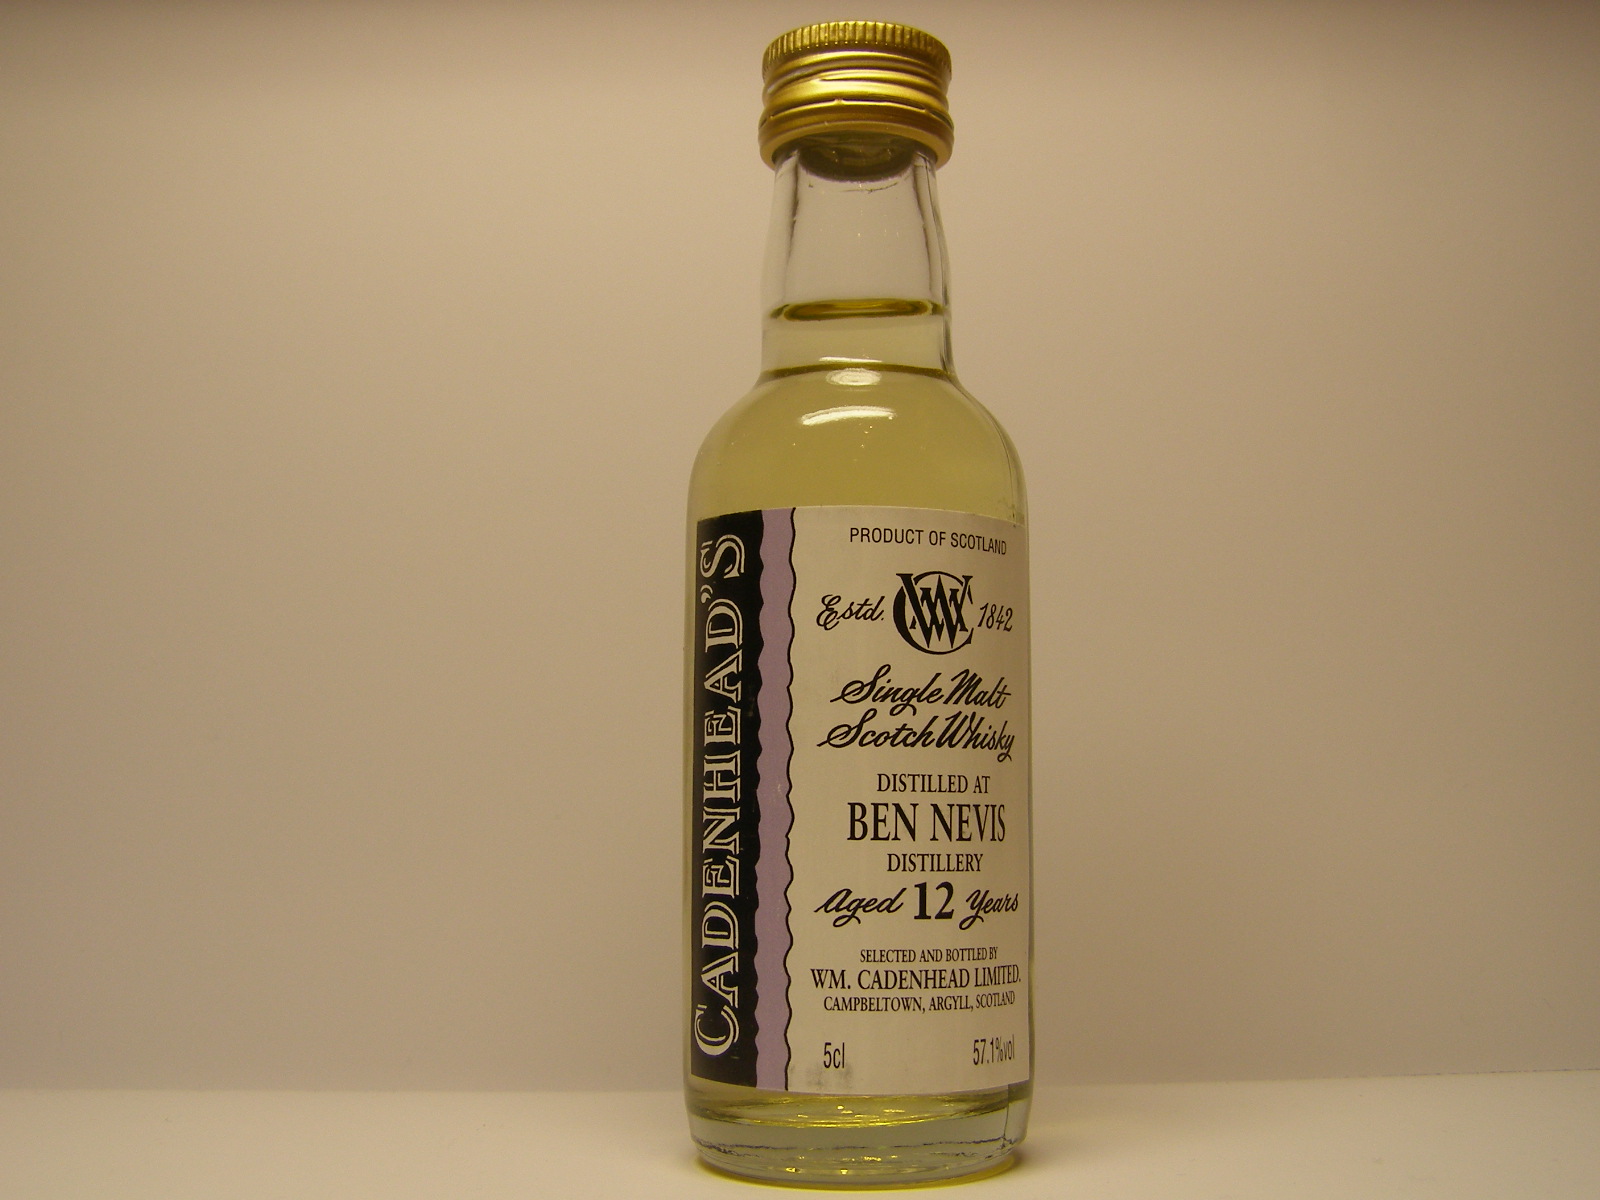 CADENHEAD'S
PRODUCT OF SCOTLAND
Estd. WC 1842
Single Malt
Scotch Whisky
DISTILLED AT
BEN NEVIS
DISTILLERY
Aged 12 Years
SELECTED AND BOTTLED BY
WM. CADENHEAD LIMITED.
CAMPBELTOWN, ARGYLL, SCOTLAND
5cl 57.1%vol